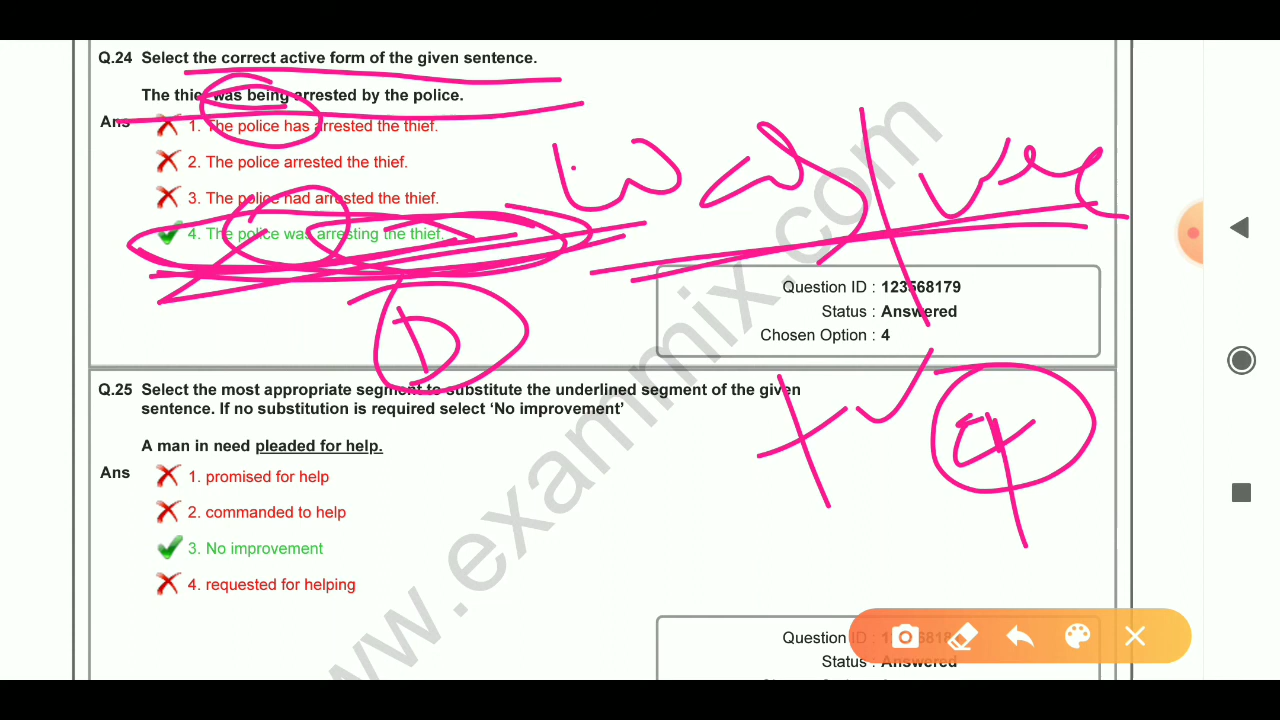 Q.24 Select the correct active form of the given sentence.
The thief was being arrested by the police.
Ans 1. The police has arrested the thief.
2. The police arrested the thief.
3. The police had arrested the thief.
4. The police was arresting the thief.
was / were
D
4
Question ID : 123568179
Status : Answered
Chosen Option : 4
Q.25 Select the most appropriate segment to substitute the underlined segment of the given
sentence. If no substitution is required select ‘No improvement’
A man in need pleaded for help.
Ans 1. promised for help
2. commanded to help
3. No improvement
4. requested for helping
Question ID :
Status : Answered
www.exammix.com